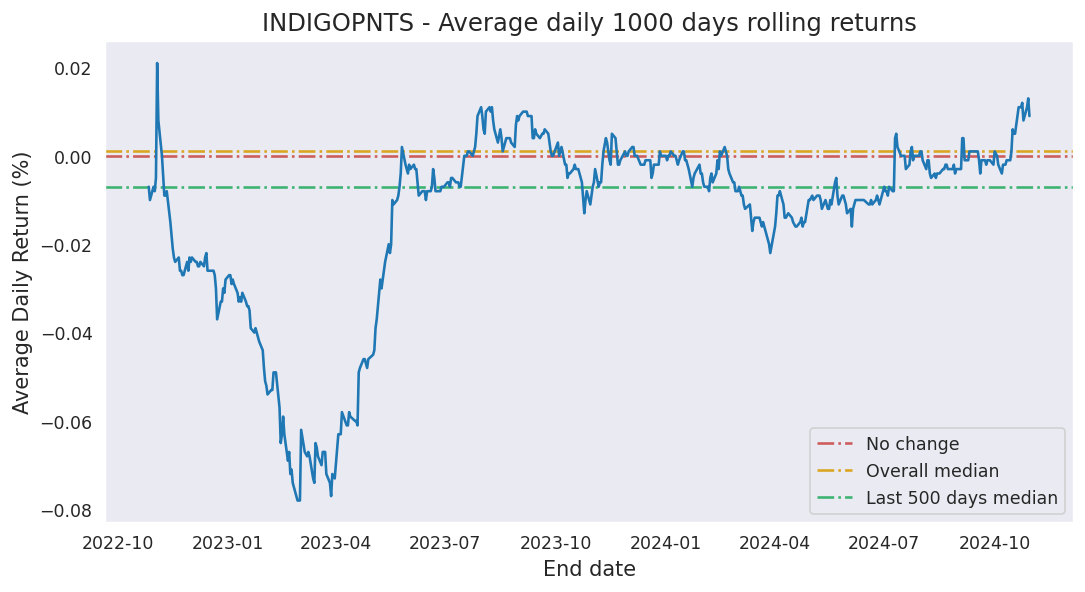 INDIGOPNTS - Average daily 1000 days rolling returns
Average Daily Return (%)
0.02
0.00
−0.02
−0.04
−0.06
−0.08
No change
Overall median
Last 500 days median
2022-10 2023-01 2023-04 2023-07 2023-10 2024-01 2024-04 2024-07 2024-10
End date